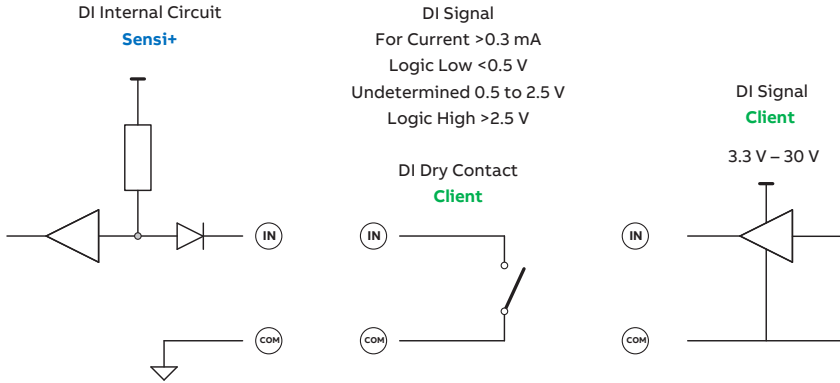 DI Internal Circuit
Sensi+
DI Signal
For Current >0.3 mA
Logic Low <0.5 V
Undetermined 0.5 to 2.5 V
Logic High >2.5 V
DI Dry Contact
Client
DI Signal
Client
3.3 V – 30 V
IN
IN
IN
COM
COM
COM